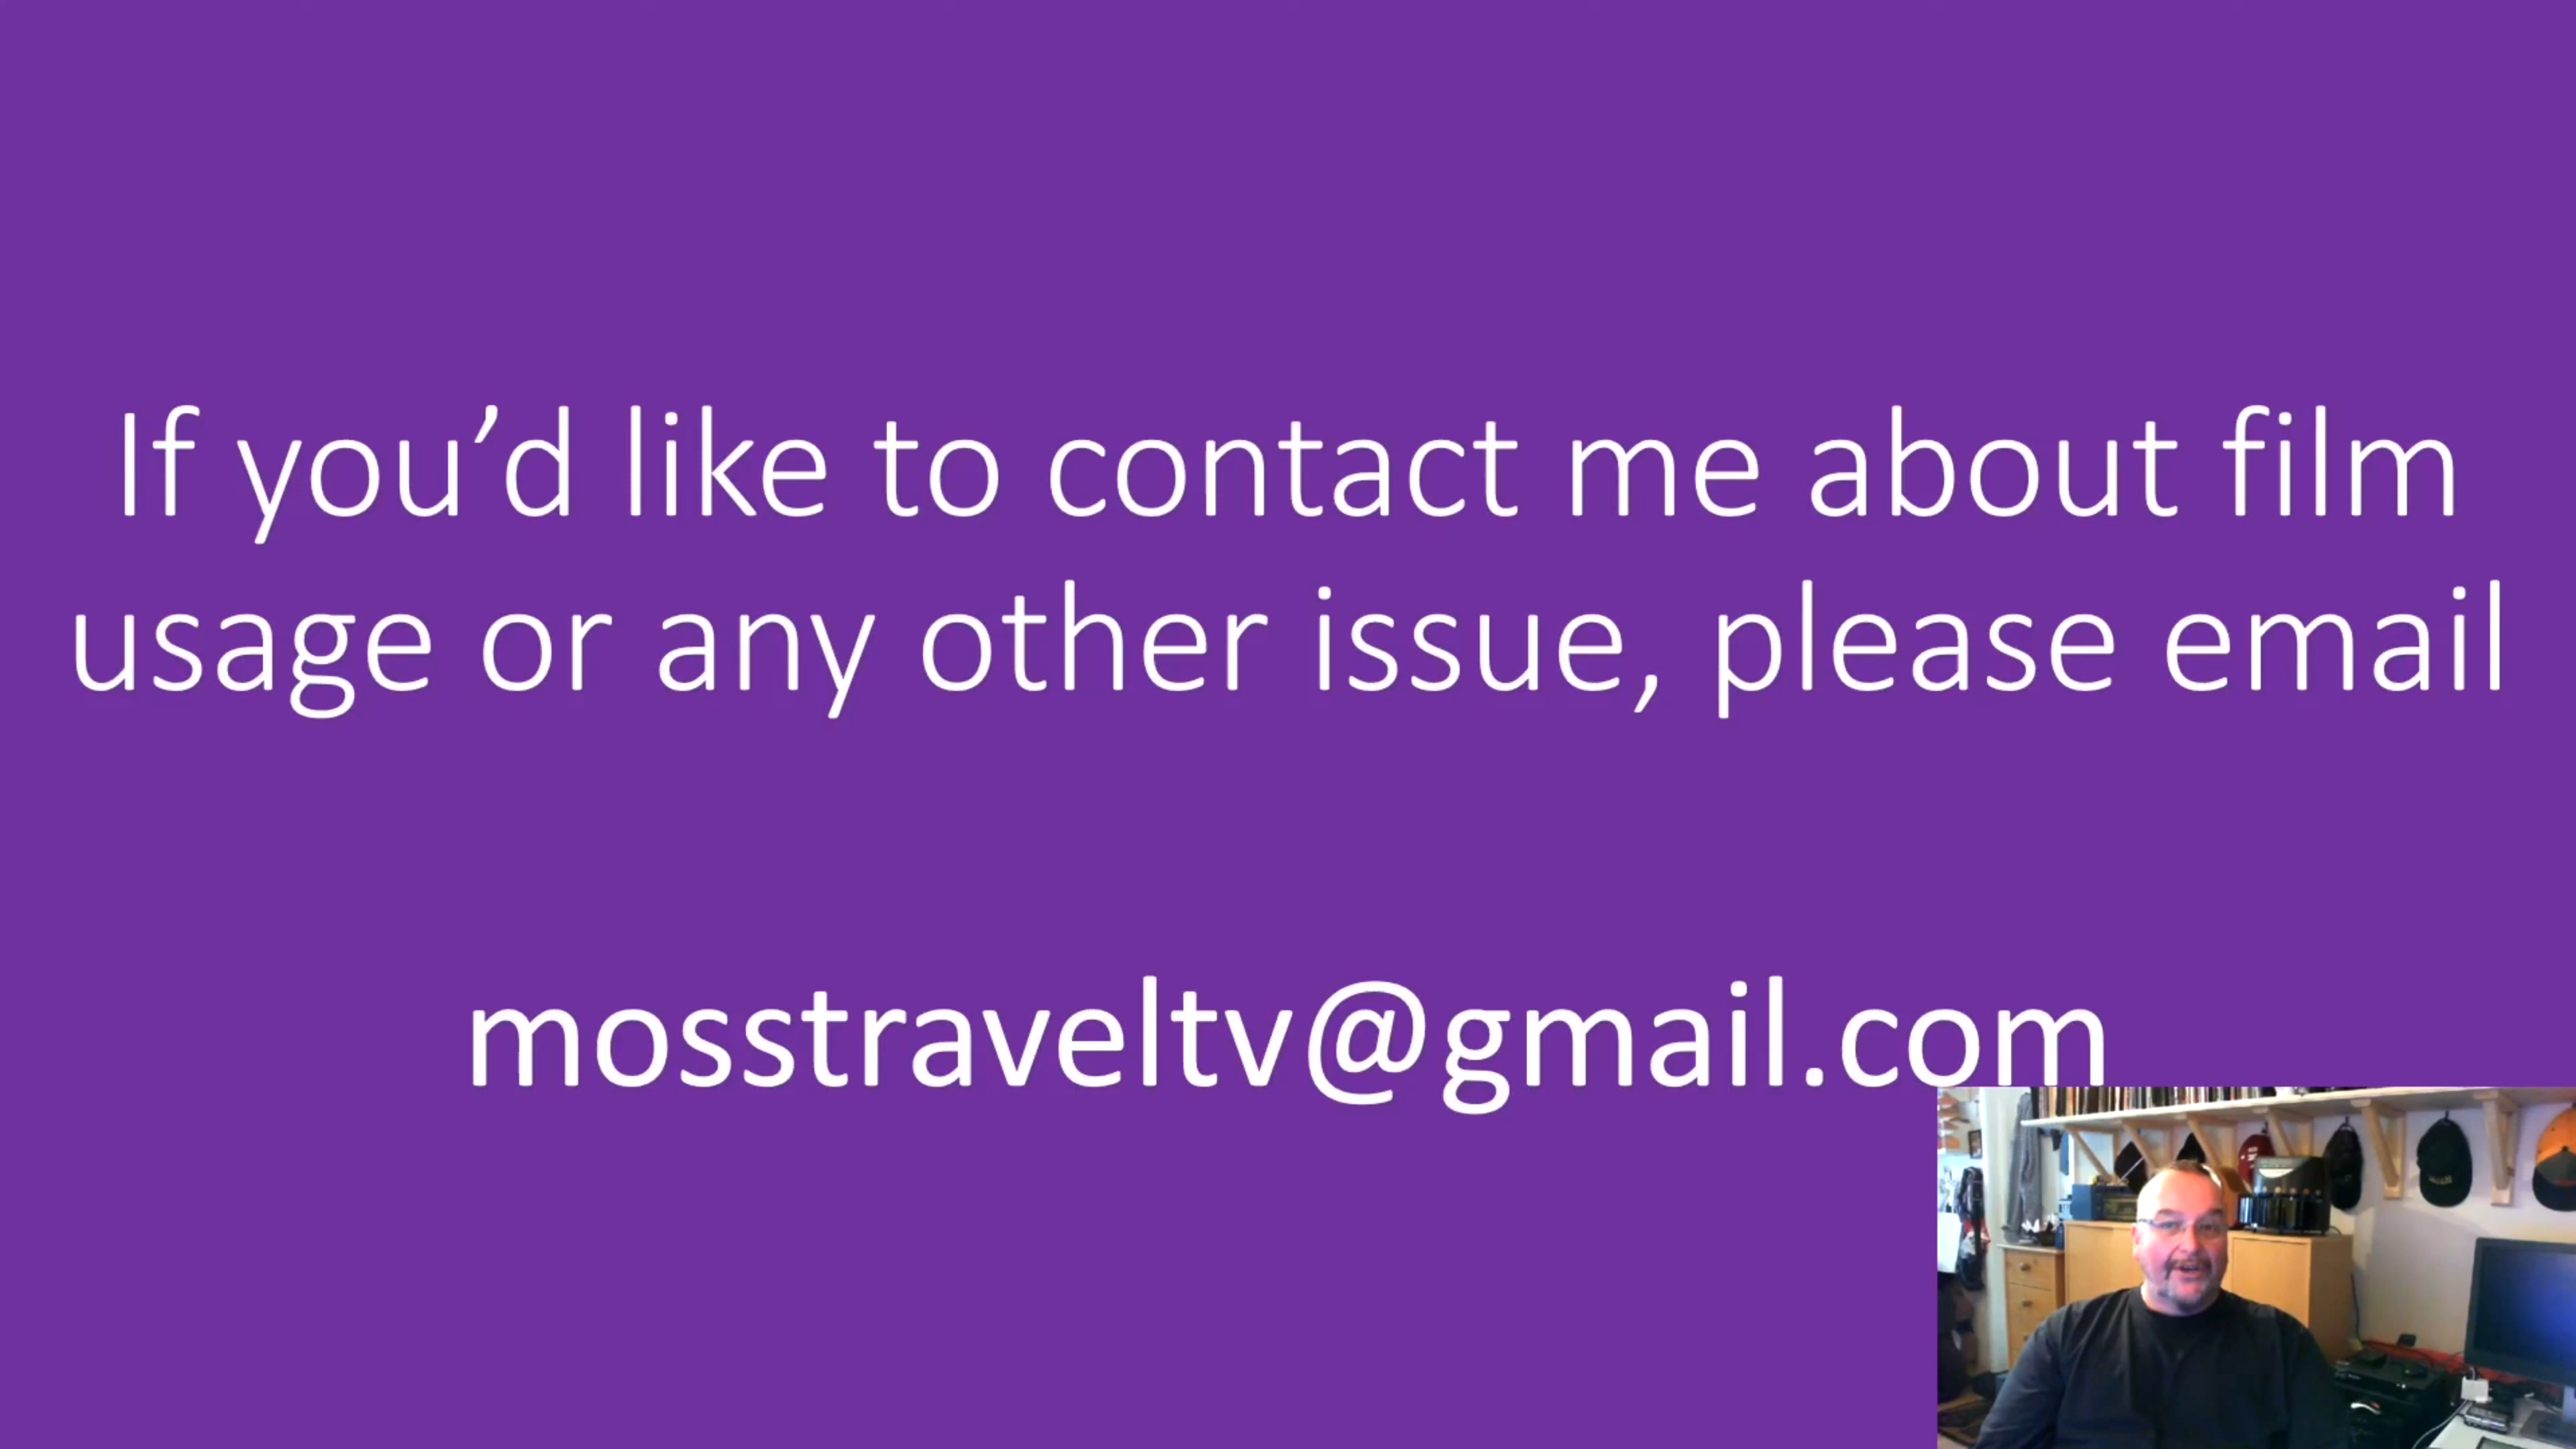 If you’d like to contact me about film
usage or any other issue, please email
mosstraveltv@gmail.com